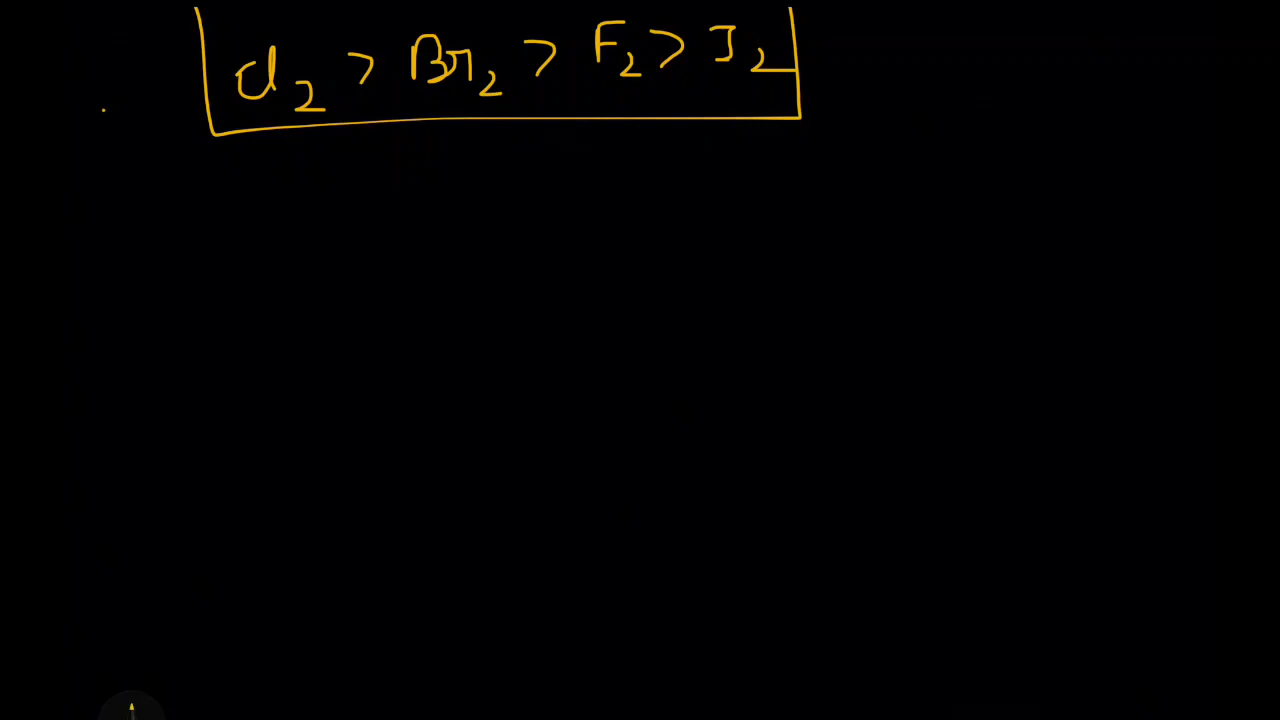 Cl₂ > Br₂ > F₂ > I₂